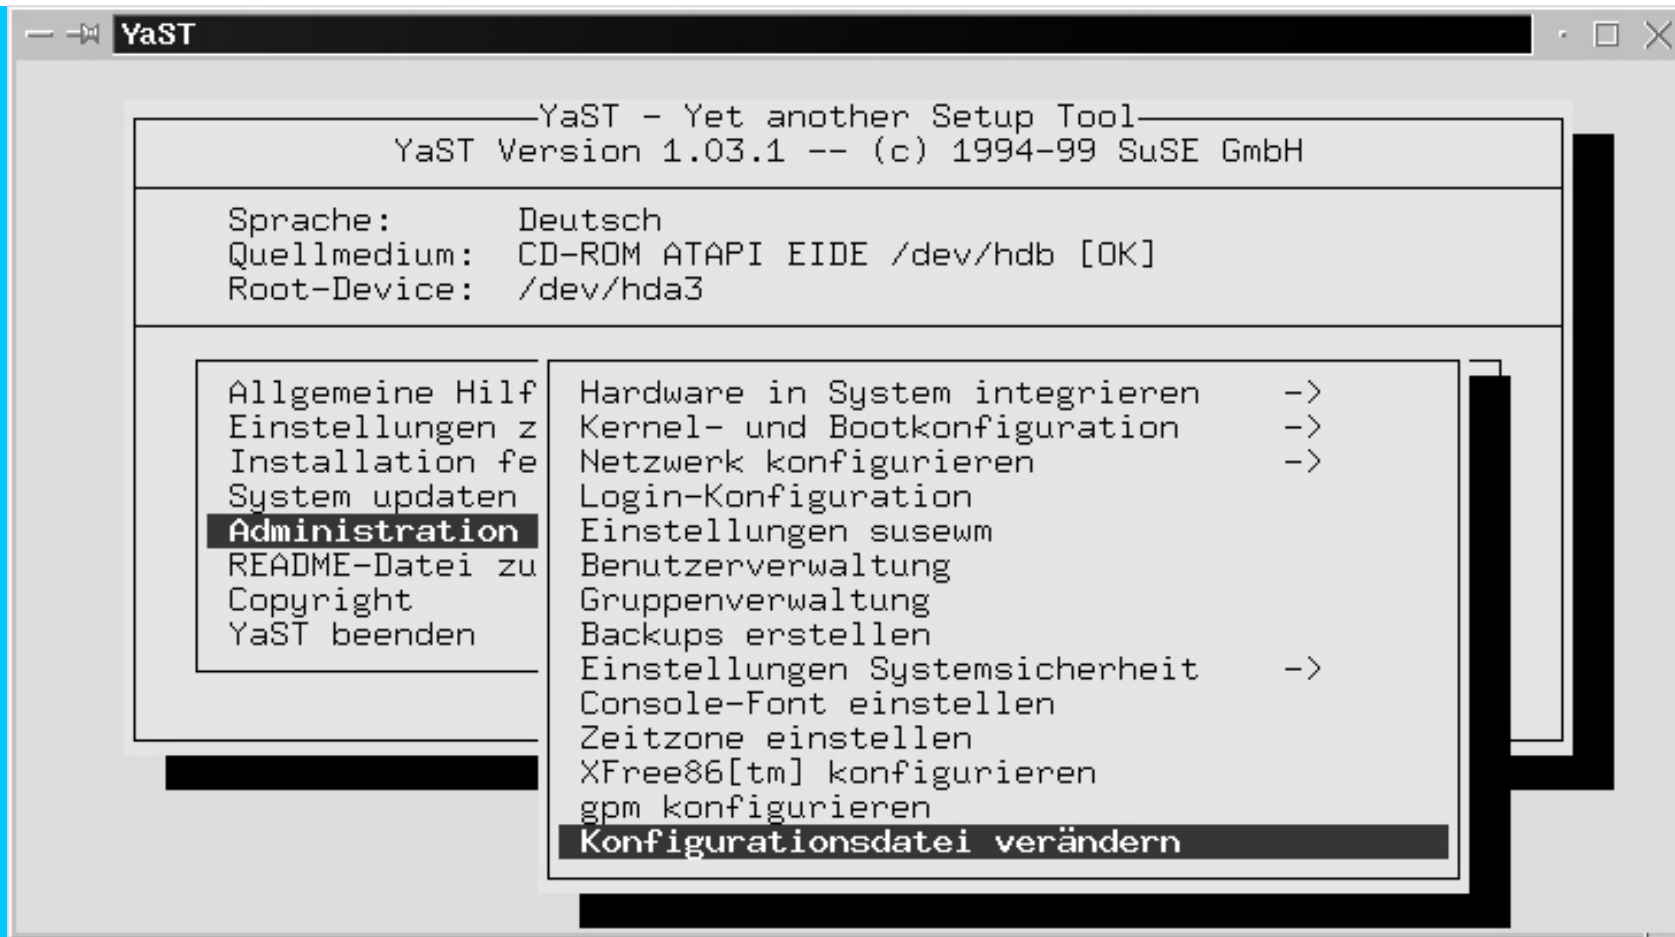 YaST
YaST - Yet another Setup Tool
YaST Version 1.03.1 -- (c) 1994-99 SuSE GmbH
Sprache: Deutsch
Quellmedium: CD-ROM ATAPI EIDE /dev/hdb [OK]
Root-Device: /dev/hda3
Allgemeine Hilf
Einstellungen z
Installation fe
System updaten
Administration
README-Datei zu
Copyright
YaST beenden
Hardware in System integrieren ->
Kernel- und Bootkonfiguration ->
Netzwerk konfigurieren ->
Login-Konfiguration
Einstellungen susewm
Benutzerverwaltung
Gruppenverwaltung
Backups erstellen
Einstellungen Systemsicherheit ->
Console-Font einstellen
Zeitzone einstellen
XFree86[tm] konfigurieren
gpm konfigurieren
Konfigurationsdatei verändern